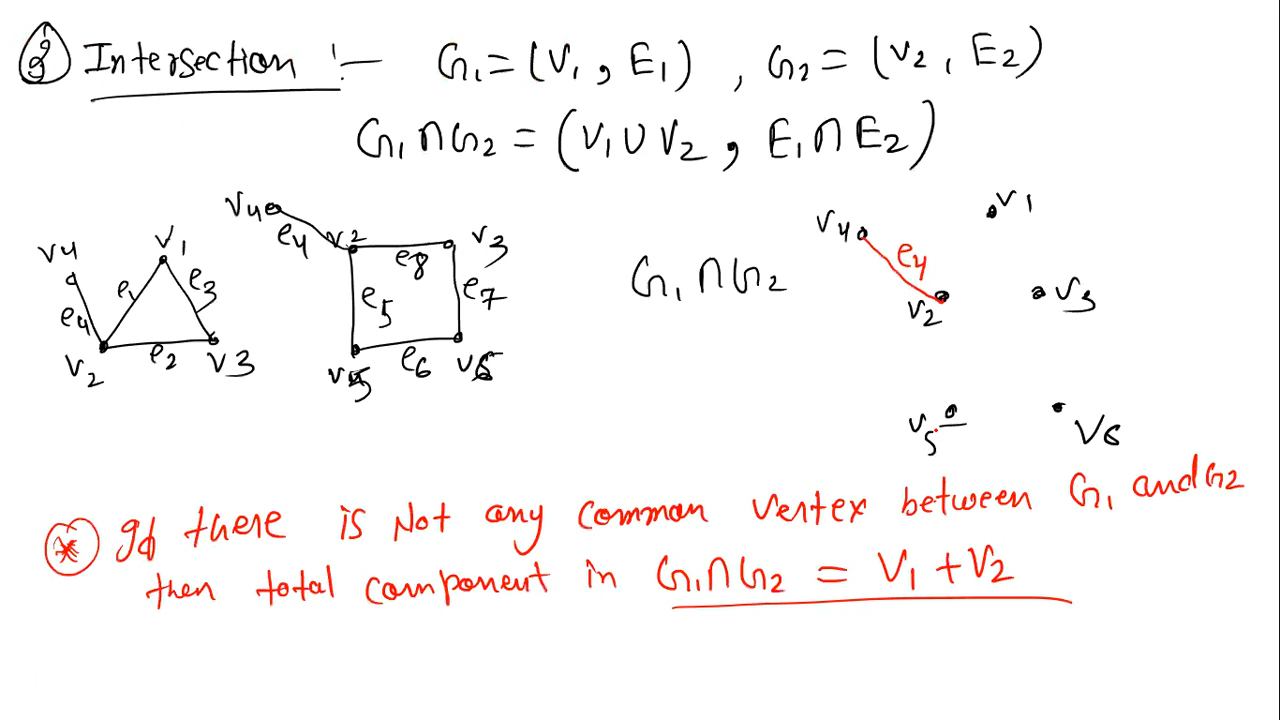 3 Intersection :- G1 = (V1, E1), G2 = (V2, E2)
G1 ∩ G2 = (V1 ∪ V2, E1 ∩ E2)
V4 V1 e4 e1 e3 V2 e2 V3
V4 e4 V2 e8 V3 e5 e7 V5 e6 V6
G1 ∩ G2
V4 e4 V2 V1 V3 V5 V6
* If there is Not any common vertex between G1 and G2
then total component in G1 ∩ G2 = V1 + V2